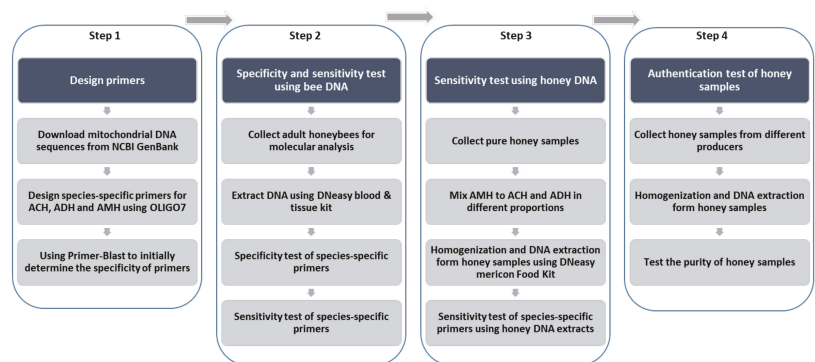 Step 1
Design primers
Download mitochondrial DNA
sequences from NCBI GenBank
Design species-specific primers for
ACH, ADH and AMH using OLIGO7
Using Primer-Blast to initially
determine the specificity of primers
Step 2
Specificity and sensitivity test
using bee DNA
Collect adult honeybees for
molecular analysis
Extract DNA using DNeasy blood &
tissue kit
Specificity test of species-specific
primers
Sensitivity test of species-specific
primers
Step 3
Sensitivity test using honey DNA
Collect pure honey samples
Mix AMH to ACH and ADH in
different proportions
Homogenization and DNA extraction
form honey samples using DNeasy
mericon Food Kit
Sensitivity test of species-specific
primers using honey DNA extracts
Step 4
Authentication test of honey
samples
Collect honey samples from different
producers
Homogenization and DNA extraction
form honey samples
Test the purity of honey samples